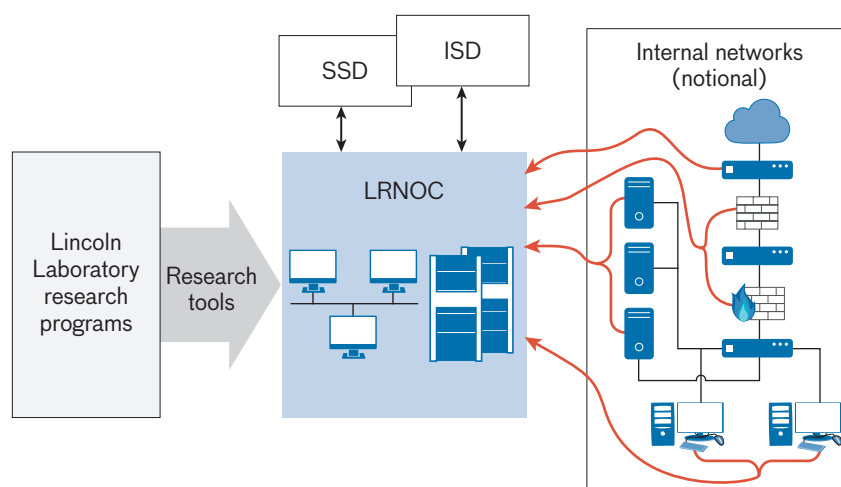 SSD
ISD
Internal networks
(notional)
LRNOC
Lincoln
Laboratory
research
programs
Research
tools